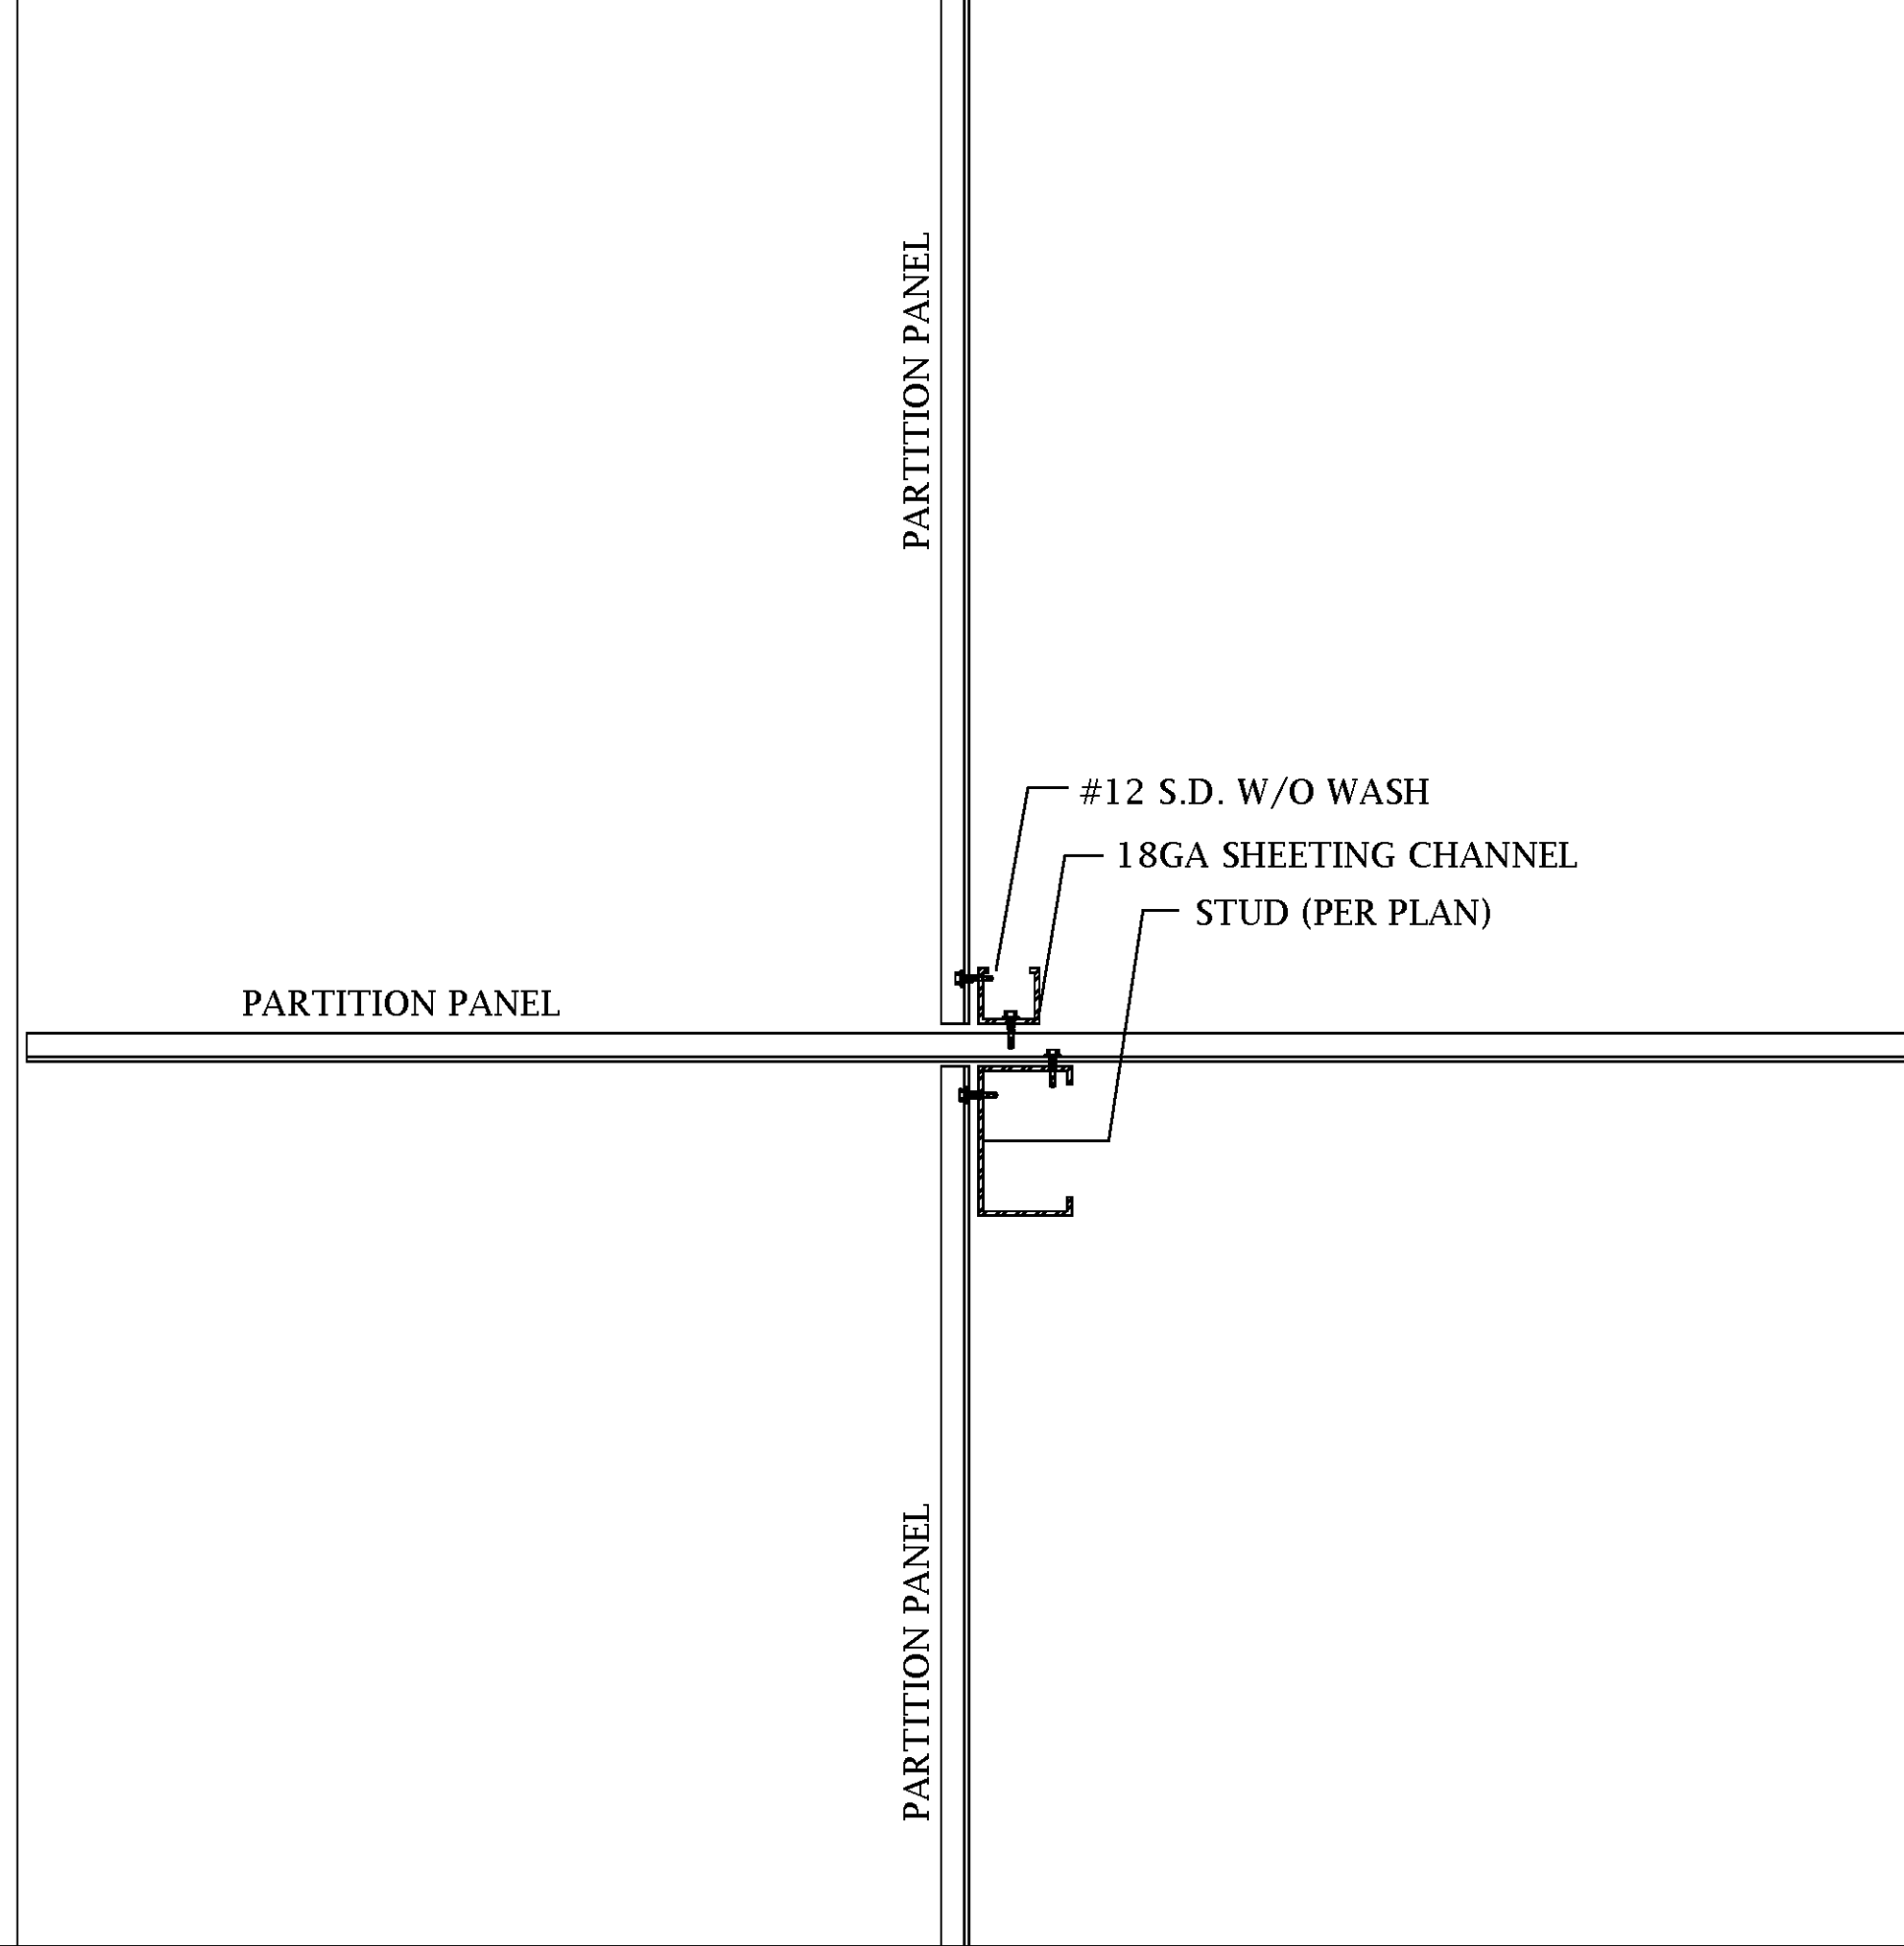 PARTITION PANEL
#12 S.D. W/O WASH
18GA SHEETING CHANNEL
STUD (PER PLAN)
PARTITION PANEL
PARTITION PANEL